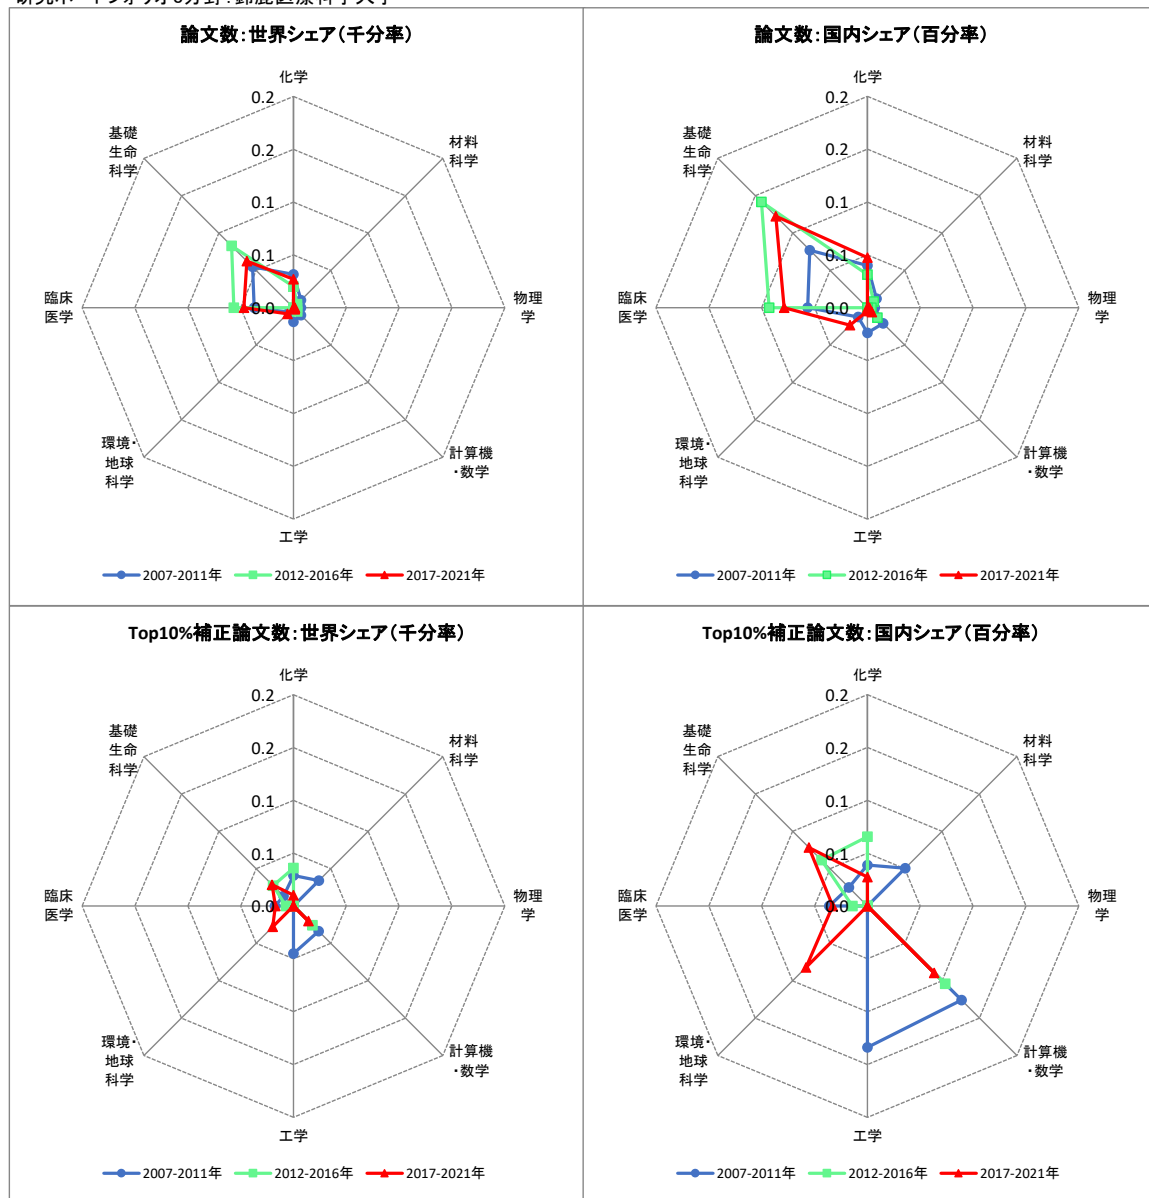 論文数：世界シェア（千分率）
化学
0.2
0.2
0.1
0.1
0.0
材料
科学
物理
学
計算機
・数学
工学
環境・
地球
科学
臨床
医学
基礎
生命
科学
2007-2011年 2012-2016年 2017-2021年
論文数：国内シェア（百分率）
化学
0.2
0.2
0.1
0.1
0.0
材料
科学
物理
学
計算機
・数学
工学
環境・
地球
科学
臨床
医学
基礎
生命
科学
2007-2011年 2012-2016年 2017-2021年
Top10%補正論文数：世界シェア（千分率）
化学
0.2
0.2
0.1
0.1
0.0
材料
科学
物理
学
計算機
・数学
工学
環境・
地球
科学
臨床
医学
基礎
生命
科学
2007-2011年 2012-2016年 2017-2021年
Top10%補正論文数：国内シェア（百分率）
化学
0.2
0.2
0.1
0.1
0.0
材料
科学
物理
学
計算機
・数学
工学
環境・
地球
科学
臨床
医学
基礎
生命
科学
2007-2011年 2012-2016年 2017-2021年